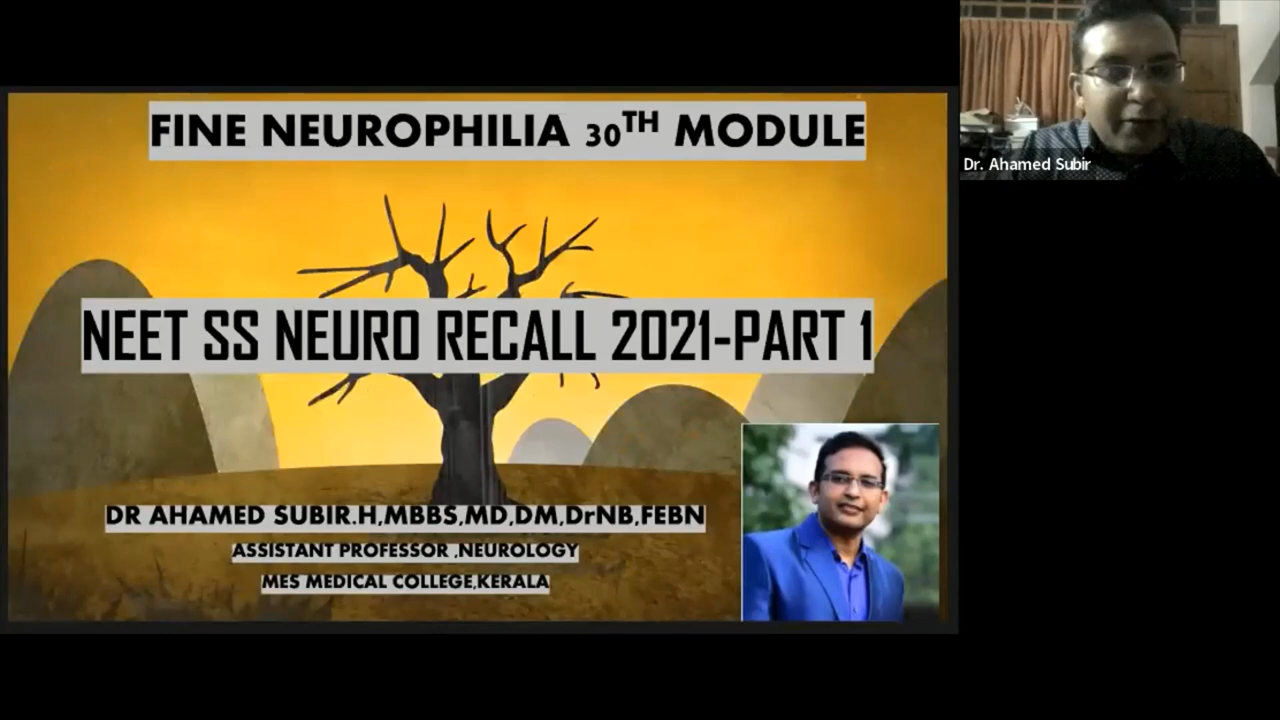 FINE NEUROPHILIA 30TH MODULE
NEET SS NEURO RECALL 2021-PART 1
DR AHAMED SUBIR.H,MBBS,MD,DM,DrNB,FEBN
ASSISTANT PROFESSOR ,NEUROLOGY
MES MEDICAL COLLEGE,KERALA
Dr. Ahamed Subir